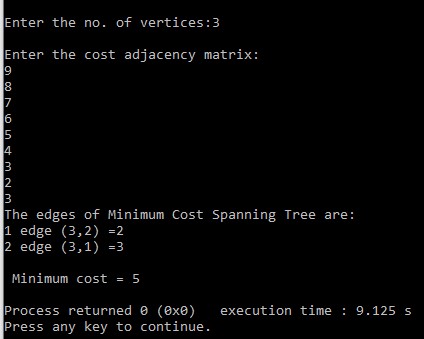 Enter the no. of vertices:3
Enter the cost adjacency matrix:
9
8
7
6
5
4
3
2
3
The edges of Minimum Cost Spanning Tree are:
1 edge (3,2) =2
2 edge (3,1) =3
Minimum cost = 5
Process returned 0 (0x0)   execution time : 9.125 s
Press any key to continue.